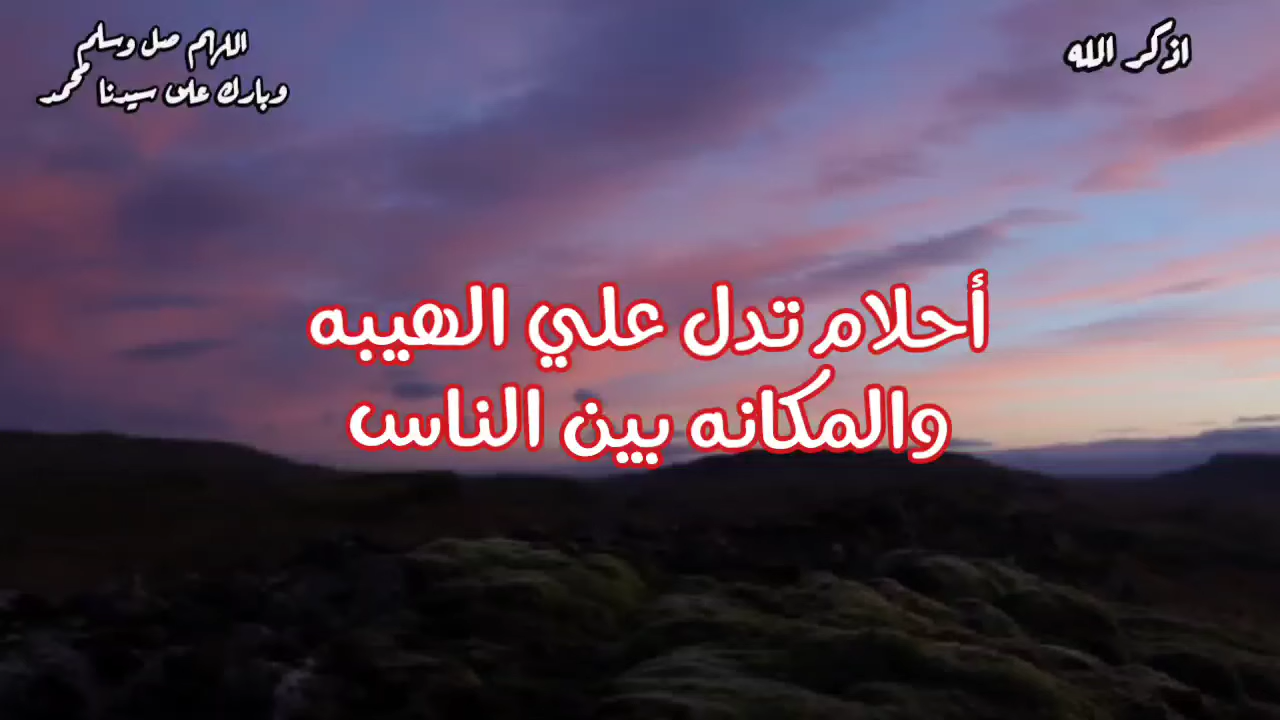 اذكر الله
اللهم صل وسلم
وبارك على سيدنا محمد
أحلام تدل علي الهيبه
والمكانه بين الناس